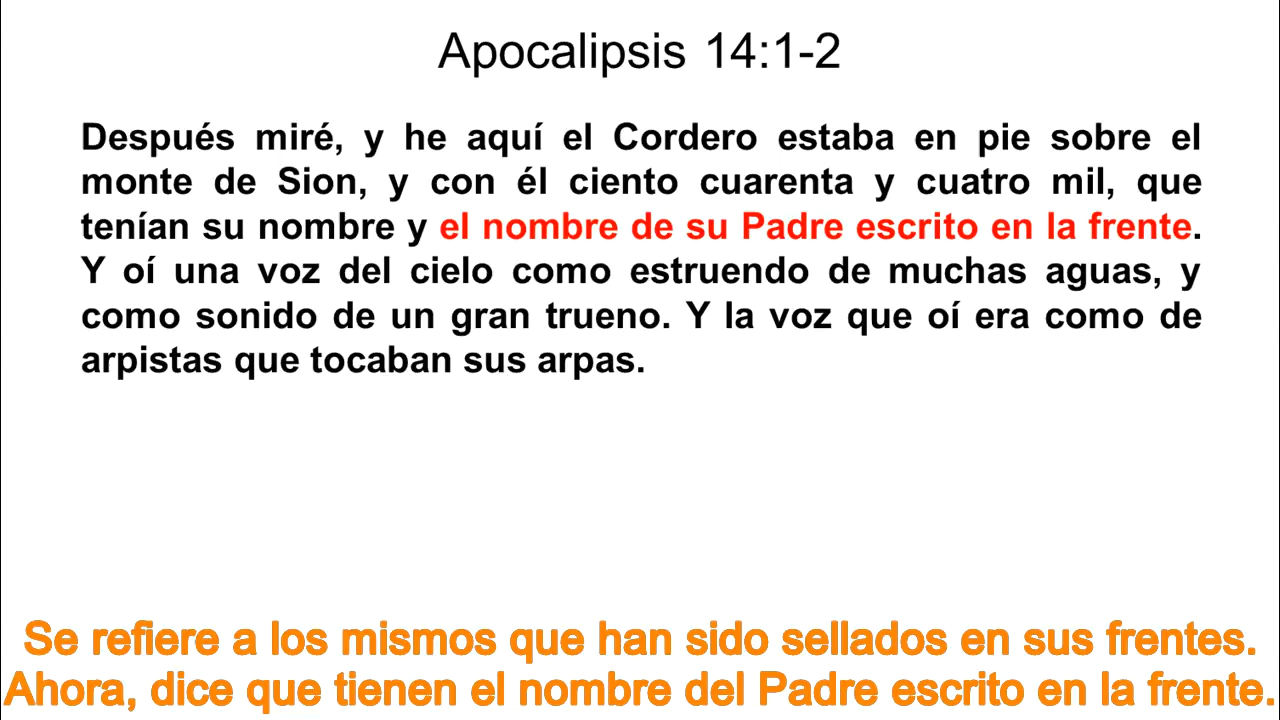 Apocalipsis 14:1-2
Después miré, y he aquí el Cordero estaba en pie sobre el
monte de Sion, y con él ciento cuarenta y cuatro mil, que
tenían su nombre y el nombre de su Padre escrito en la frente.
Y oí una voz del cielo como estruendo de muchas aguas, y
como sonido de un gran trueno. Y la voz que oí era como de
arpistas que tocaban sus arpas.
Se refiere a los mismos que han sido sellados en sus frentes.
Ahora, dice que tienen el nombre del Padre escrito en la frente.